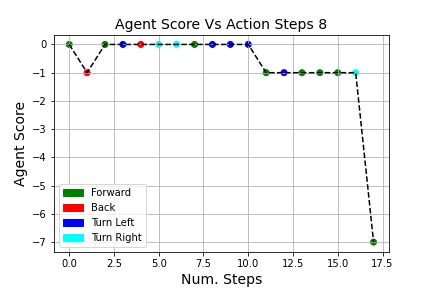 Agent Score Vs Action Steps 8
0
−1
−2
−3
−4
−5
−6
−7
Agent Score
Forward
Back
Turn Left
Turn Right
0.0 2.5 5.0 7.5 10.0 12.5 15.0 17.5
Num. Steps